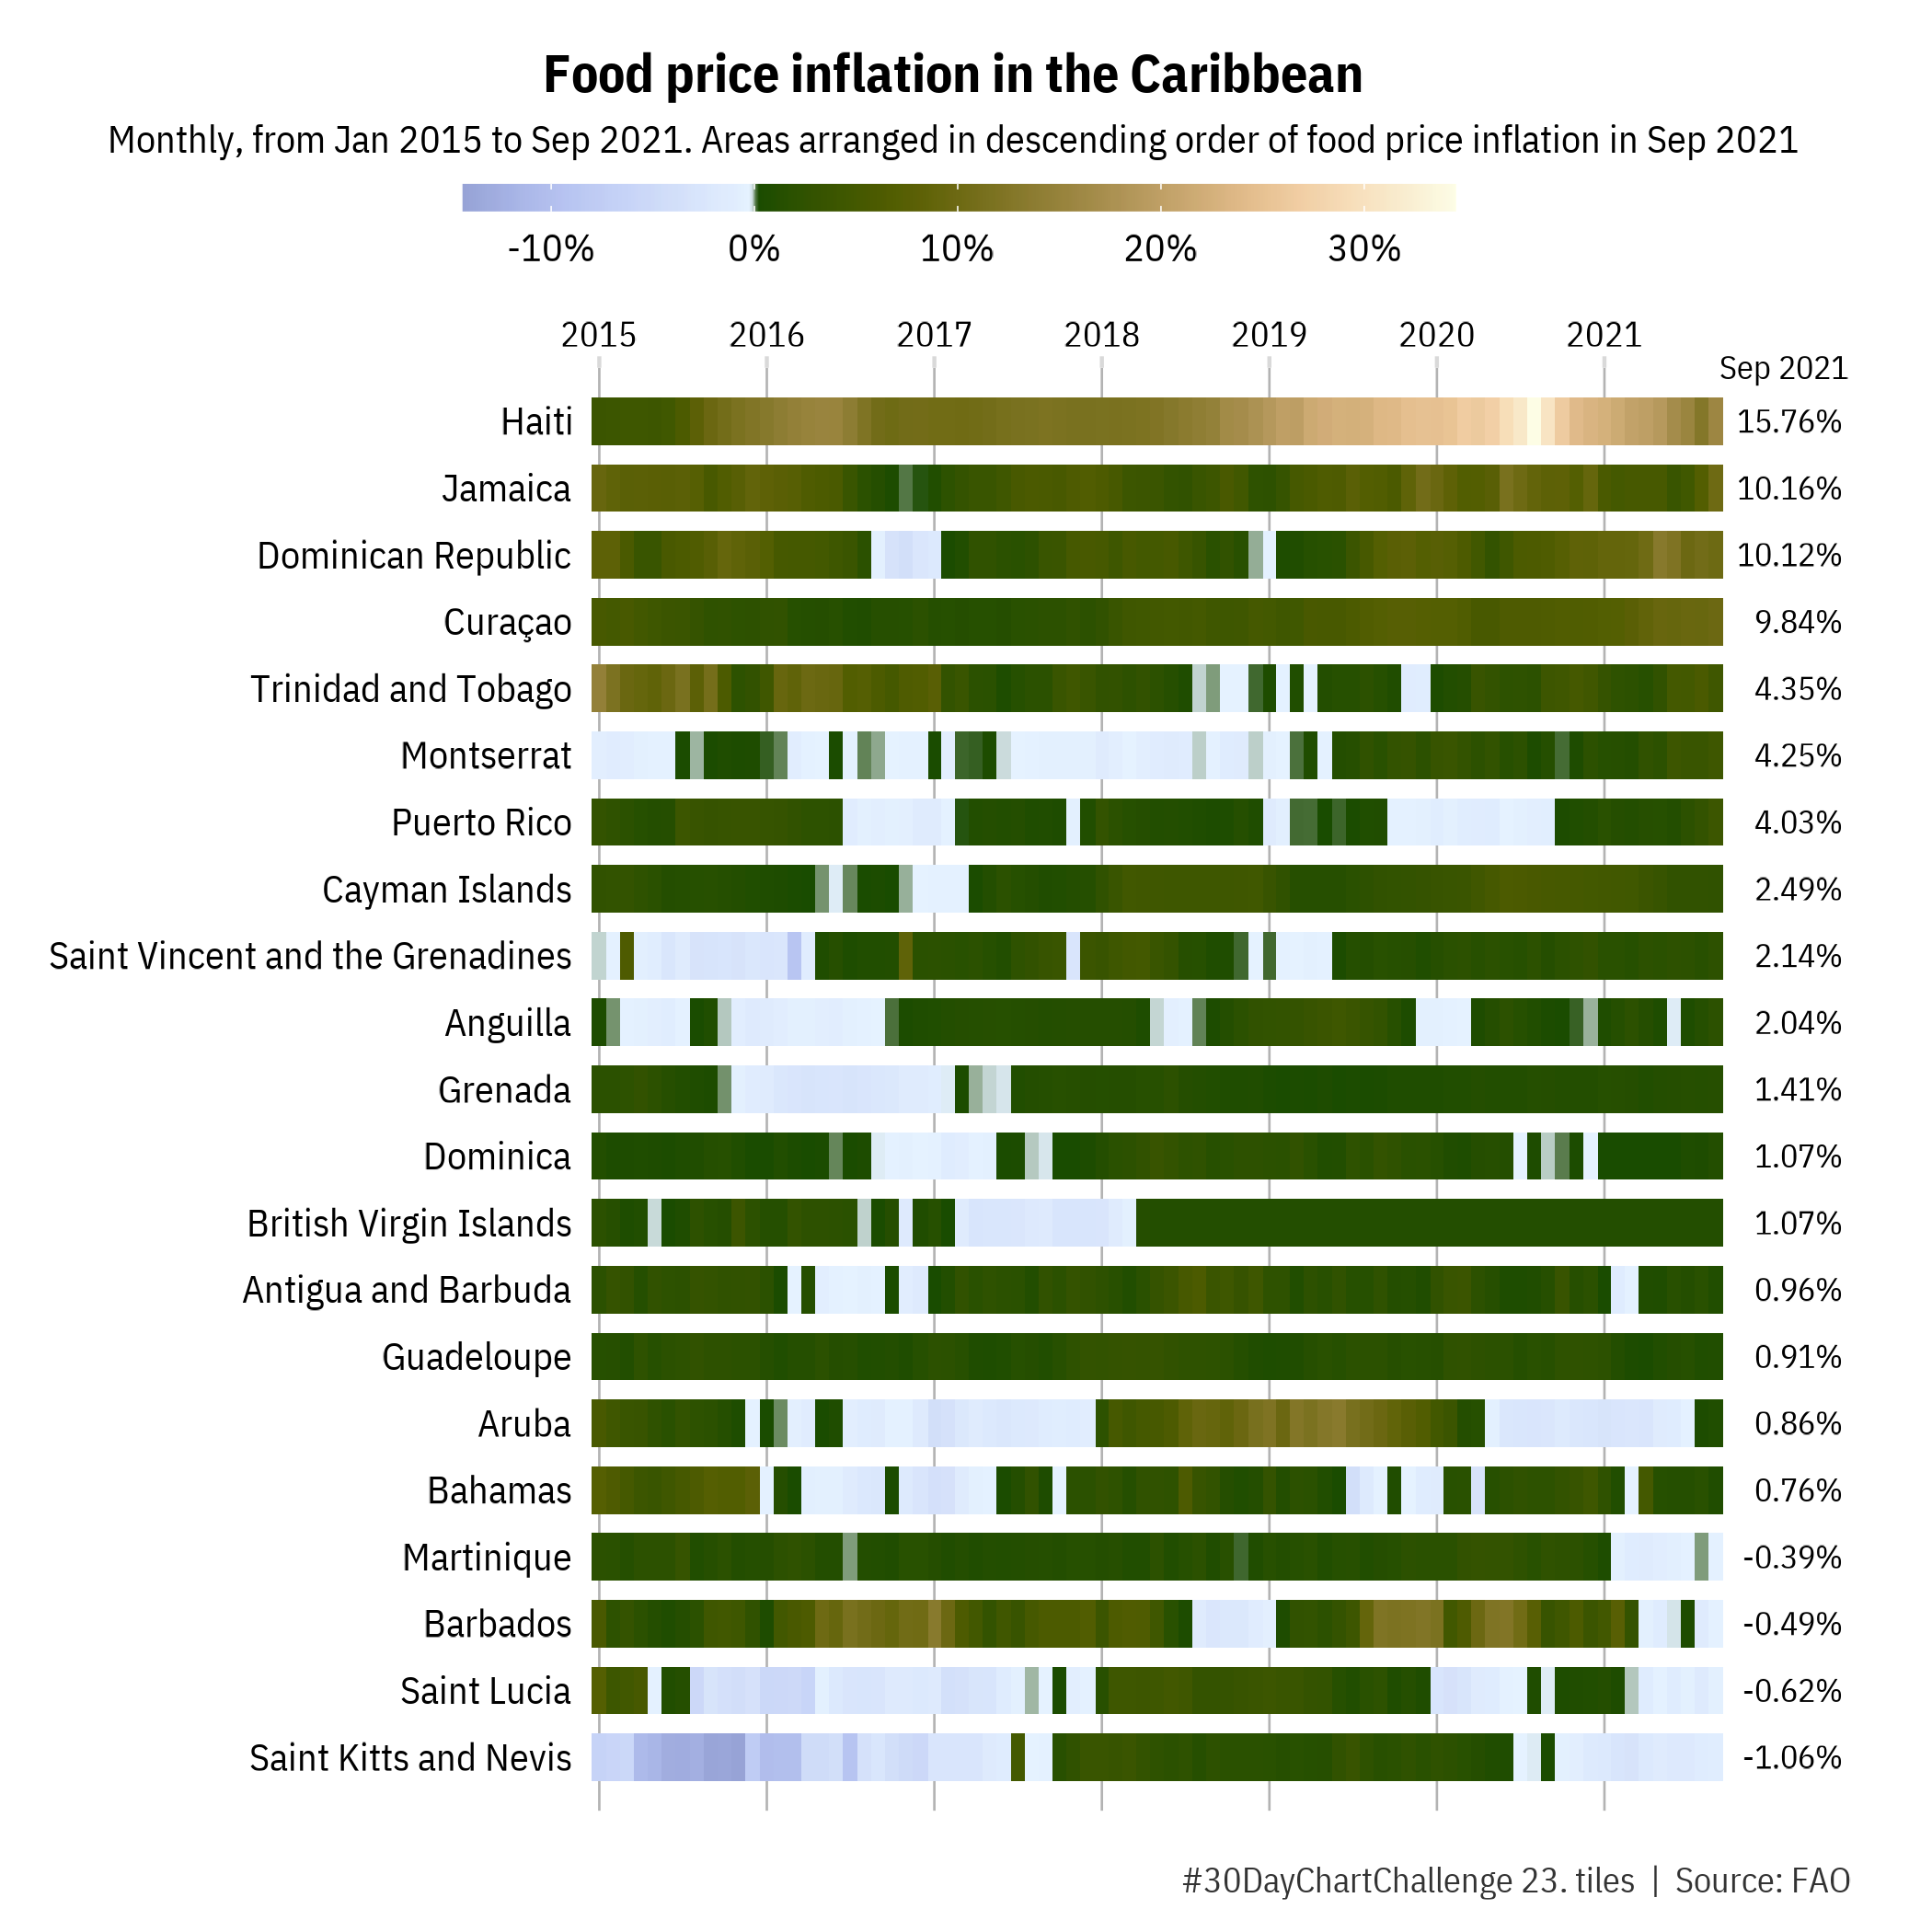 Food price inflation in the Caribbean
Monthly, from Jan 2015 to Sep 2021. Areas arranged in descending order of food price inflation in Sep 2021
-10% 0% 10% 20% 30%
2015 2016 2017 2018 2019 2020 2021
Sep 2021
Haiti 15.76%
Jamaica 10.16%
Dominican Republic 10.12%
Curaçao 9.84%
Trinidad and Tobago 4.35%
Montserrat 4.25%
Puerto Rico 4.03%
Cayman Islands 2.49%
Saint Vincent and the Grenadines 2.14%
Anguilla 2.04%
Grenada 1.41%
Dominica 1.07%
British Virgin Islands 1.07%
Antigua and Barbuda 0.96%
Guadeloupe 0.91%
Aruba 0.86%
Bahamas 0.76%
Martinique -0.39%
Barbados -0.49%
Saint Lucia -0.62%
Saint Kitts and Nevis -1.06%
#30DayChartChallenge 23. tiles | Source: FAO